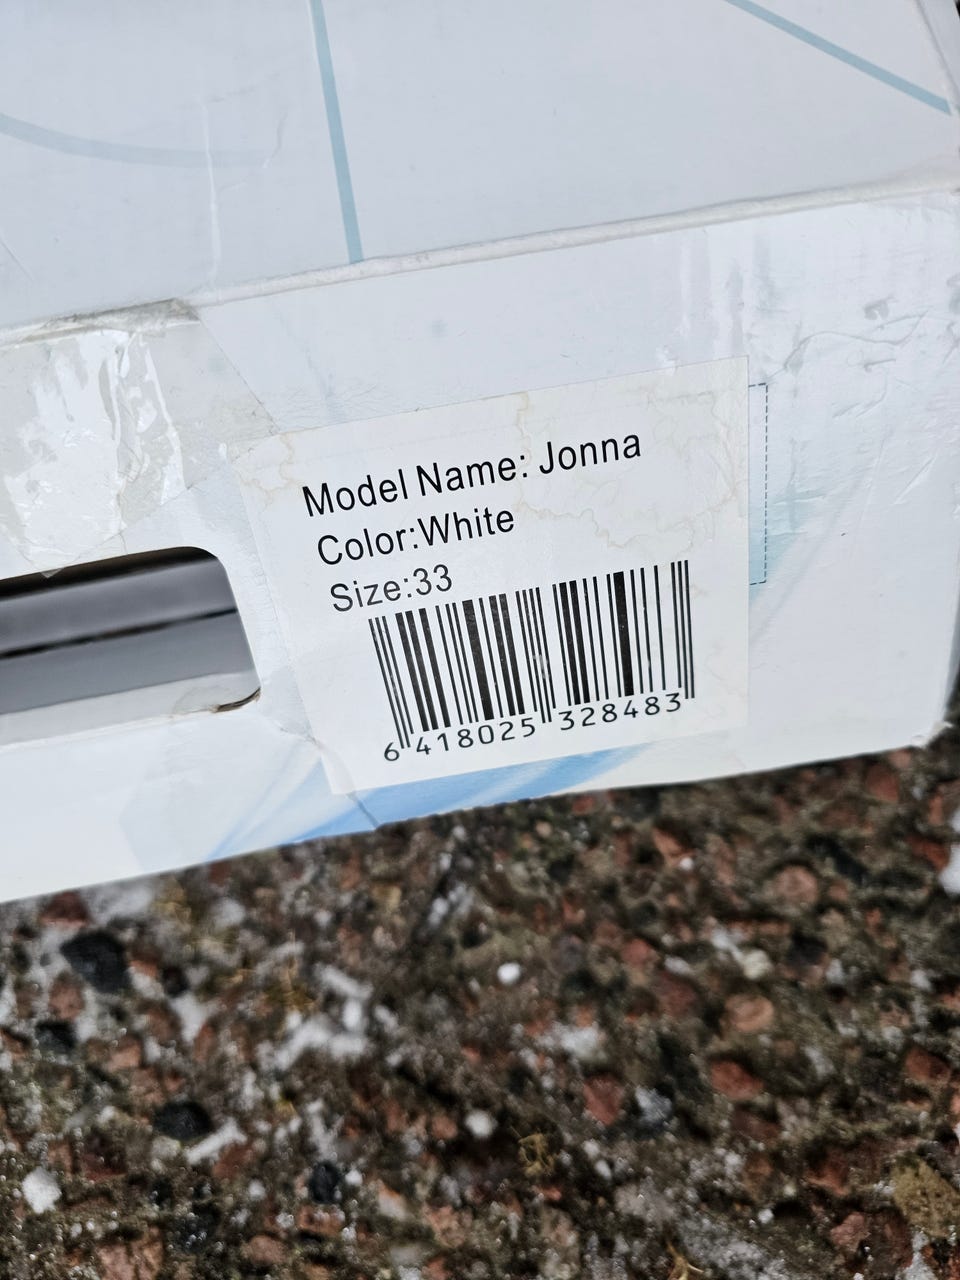 Model Name: Jonna
Color:White
Size:33
6 418025 328483